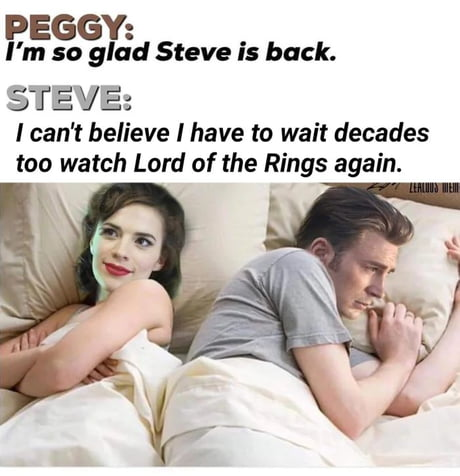 PEGGY:
I'm so glad Steve is back.
STEVE:
I can't believe I have to wait decades
too watch Lord of the Rings again.